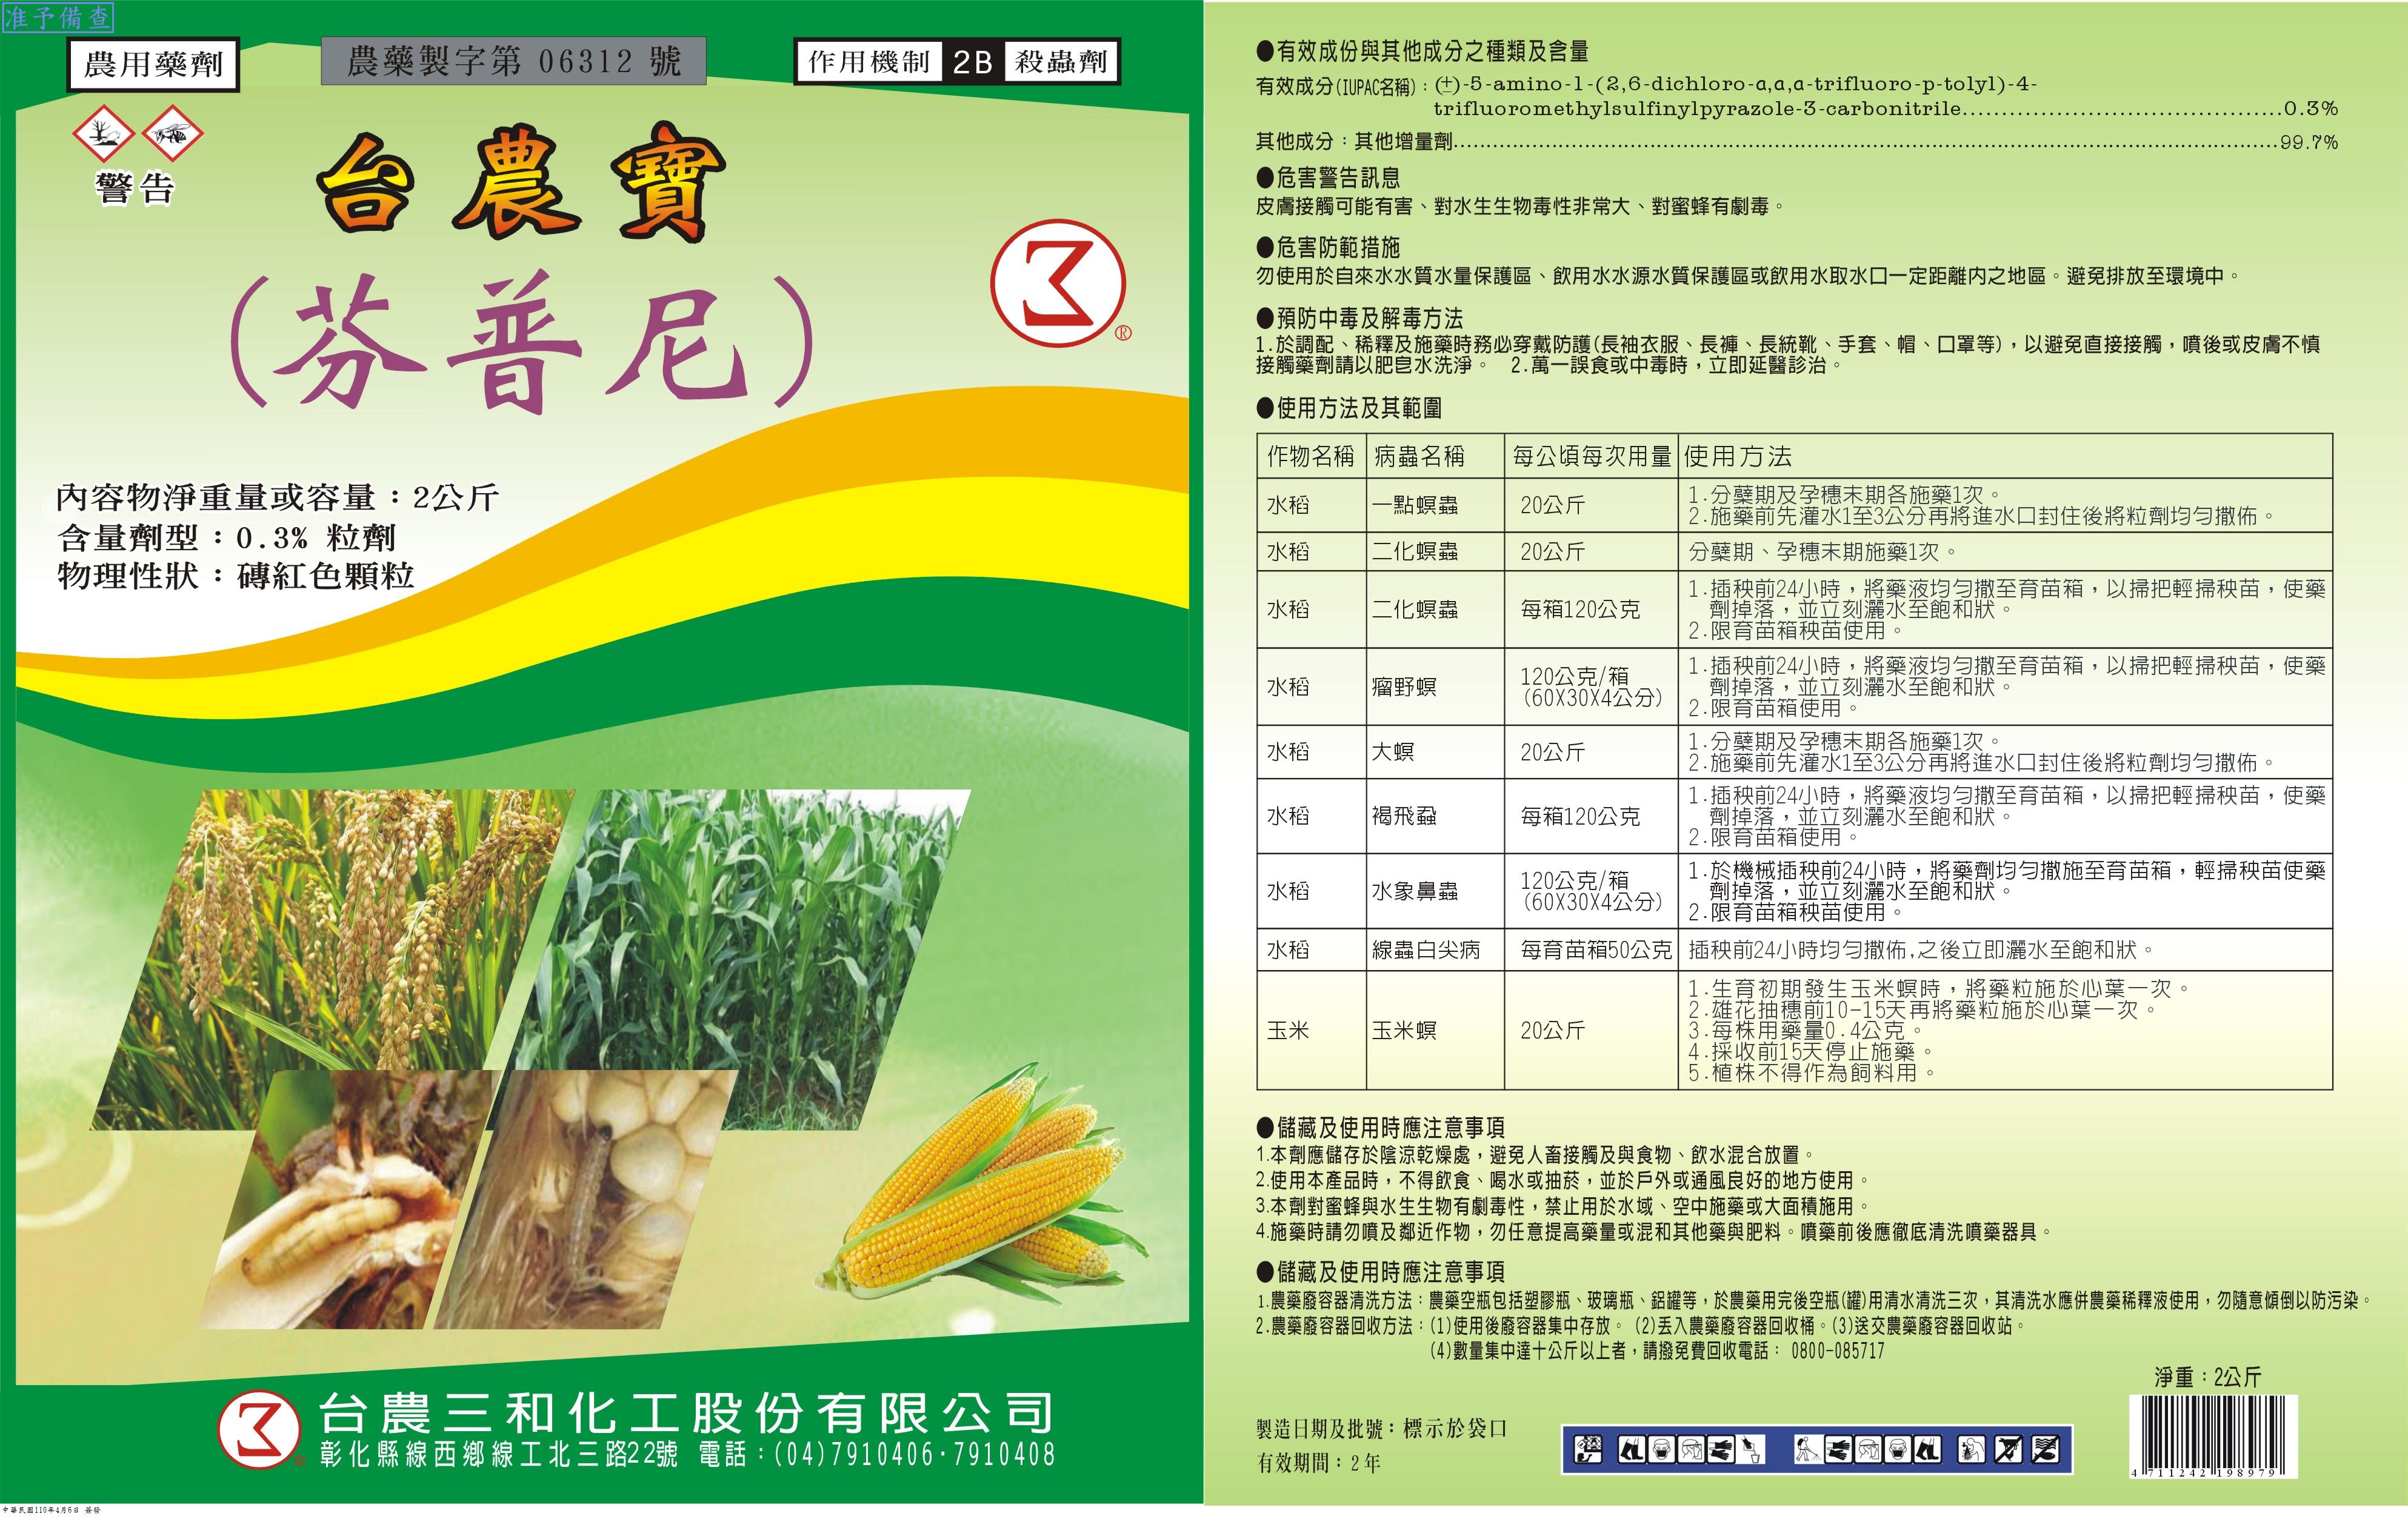 准予備查
農用藥劑
農藥製字第 06312 號
作用機制 2B 殺蟲劑
警告
台農寶
(芬普尼)
®
內容物淨重量或容量：2公斤
含量劑型：0.3% 粒劑
物理性狀：磚紅色顆粒
台農三和化工股份有限公司
彰化縣線西鄉線工北三路22號 電話：(04)7910406·7910408
中華民國110年4月6日 簽發
●有效成份與其他成分之種類及含量
有效成分(IUPAC名稱)：(±)-5-amino-1-(2,6-dichloro-α,α,α-trifluoro-p-tolyl)-4-
trifluoromethylsulfinylpyrazole-3-carbonitrile........................................0.3%
其他成分：其他增量劑........................................99.7%
●危害警告訊息
皮膚接觸可能有害、對水生生物毒性非常大、對蜜蜂有劇毒。
●危害防範措施
勿使用於自來水水質水量保護區、飲用水水源水質保護區或飲用水取水口一定距離內之地區。避免排放至環境中。
●預防中毒及解毒方法
1.於調配、稀釋及施藥時務必穿戴防護(長袖衣服、長褲、長統靴、手套、帽、口罩等)，以避免直接接觸，噴後或皮膚不慎
接觸藥劑請以肥皂水洗淨。 2.萬一誤食或中毒時，立即延醫診治。
●使用方法及其範圍
作物名稱 病蟲名稱 每公頃每次用量 使用方法
水稻 一點螟蟲 20公斤 1.分蘗期及孕穗末期各施藥1次。
2.施藥前先灌水1至3公分再將進水口封住後將粒劑均勻撒佈。
水稻 二化螟蟲 20公斤 分蘗期、孕穗末期施藥1次。
水稻 二化螟蟲 每箱120公克 1.插秧前24小時，將藥液均勻撒至育苗箱，以掃把輕掃秧苗，使藥
劑掉落，並立刻灑水至飽和狀。
2.限育苗箱秧苗使用。
水稻 瘤野螟 120公克/箱
(60X30X4公分) 1.插秧前24小時，將藥液均勻撒至育苗箱，以掃把輕掃秧苗，使藥
劑掉落，並立刻灑水至飽和狀。
2.限育苗箱使用。
水稻 大螟 20公斤 1.分蘗期及孕穗末期各施藥1次。
2.施藥前先灌水1至3公分再將進水口封住後將粒劑均勻撒佈。
水稻 褐飛蝨 每箱120公克 1.插秧前24小時，將藥液均勻撒至育苗箱，以掃把輕掃秧苗，使藥
劑掉落，並立刻灑水至飽和狀。
2.限育苗箱使用。
水稻 水象鼻蟲 120公克/箱
(60X30X4公分) 1.於機械插秧前24小時，將藥劑均勻撒施至育苗箱，輕掃秧苗使藥
劑掉落，並立刻灑水至飽和狀。
2.限育苗箱秧苗使用。
水稻 線蟲白尖病 每育苗箱50公克 插秧前24小時均勻撒佈,之後立即灑水至飽和狀。
玉米 玉米螟 20公斤 1.生育初期發生玉米螟時，將藥粒施於心葉一次。
2.雄花抽穗前10-15天再將藥粒施於心葉一次。
3.每株用藥量0.4公克。
4.採收前15天停止施藥。
5.植株不得作為飼料用。
●儲藏及使用時應注意事項
1.本劑應儲存於陰涼乾燥處，避免人畜接觸及與食物、飲水混合放置。
2.使用本產品時，不得飲食、喝水或抽菸，並於戶外或通風良好的地方使用。
3.本劑對蜜蜂與水生生物有劇毒性，禁止用於水域、空中施藥或大面積施用。
4.施藥時請勿噴及鄰近作物，勿任意提高藥量或混和其他藥與肥料。噴藥前後應徹底清洗噴藥器具。
●儲藏及使用時應注意事項
1.農藥廢容器清洗方法：農藥空瓶包括塑膠瓶、玻璃瓶、鋁罐等，於農藥用完後空瓶(罐)用清水清洗三次，其清洗水應併農藥稀釋液使用，勿隨意傾倒以防污染。
2.農藥廢容器回收方法：(1)使用後廢容器集中存放。 (2)丟入農藥廢容器回收桶。(3)送交農藥廢容器回收站。
(4)數量集中達十公斤以上者，請撥免費回收電話： 0800-085717
淨重：2公斤
製造日期及批號：標示於袋口
有效期間：2年
4 711242 198979